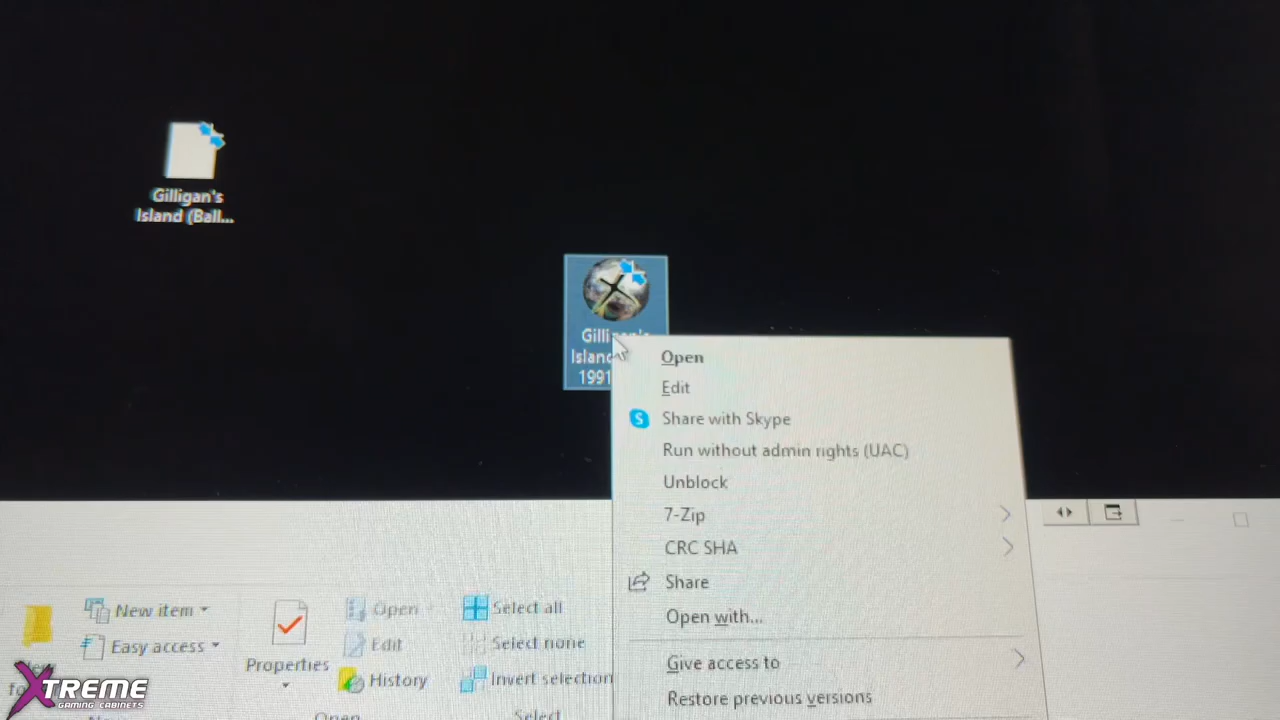 Gilligan's
Island (Ball...
Island
1991
Open
Edit
Share with Skype
Run without admin rights (UAC)
Unblock
7-Zip
CRC SHA
Share
Open with...
Give access to
Restore previous versions
New item
Easy access
Properties
Open
Edit
History
Open
Select all
Select none
Invert selection
Select
XTREME
GAMING CABINETS